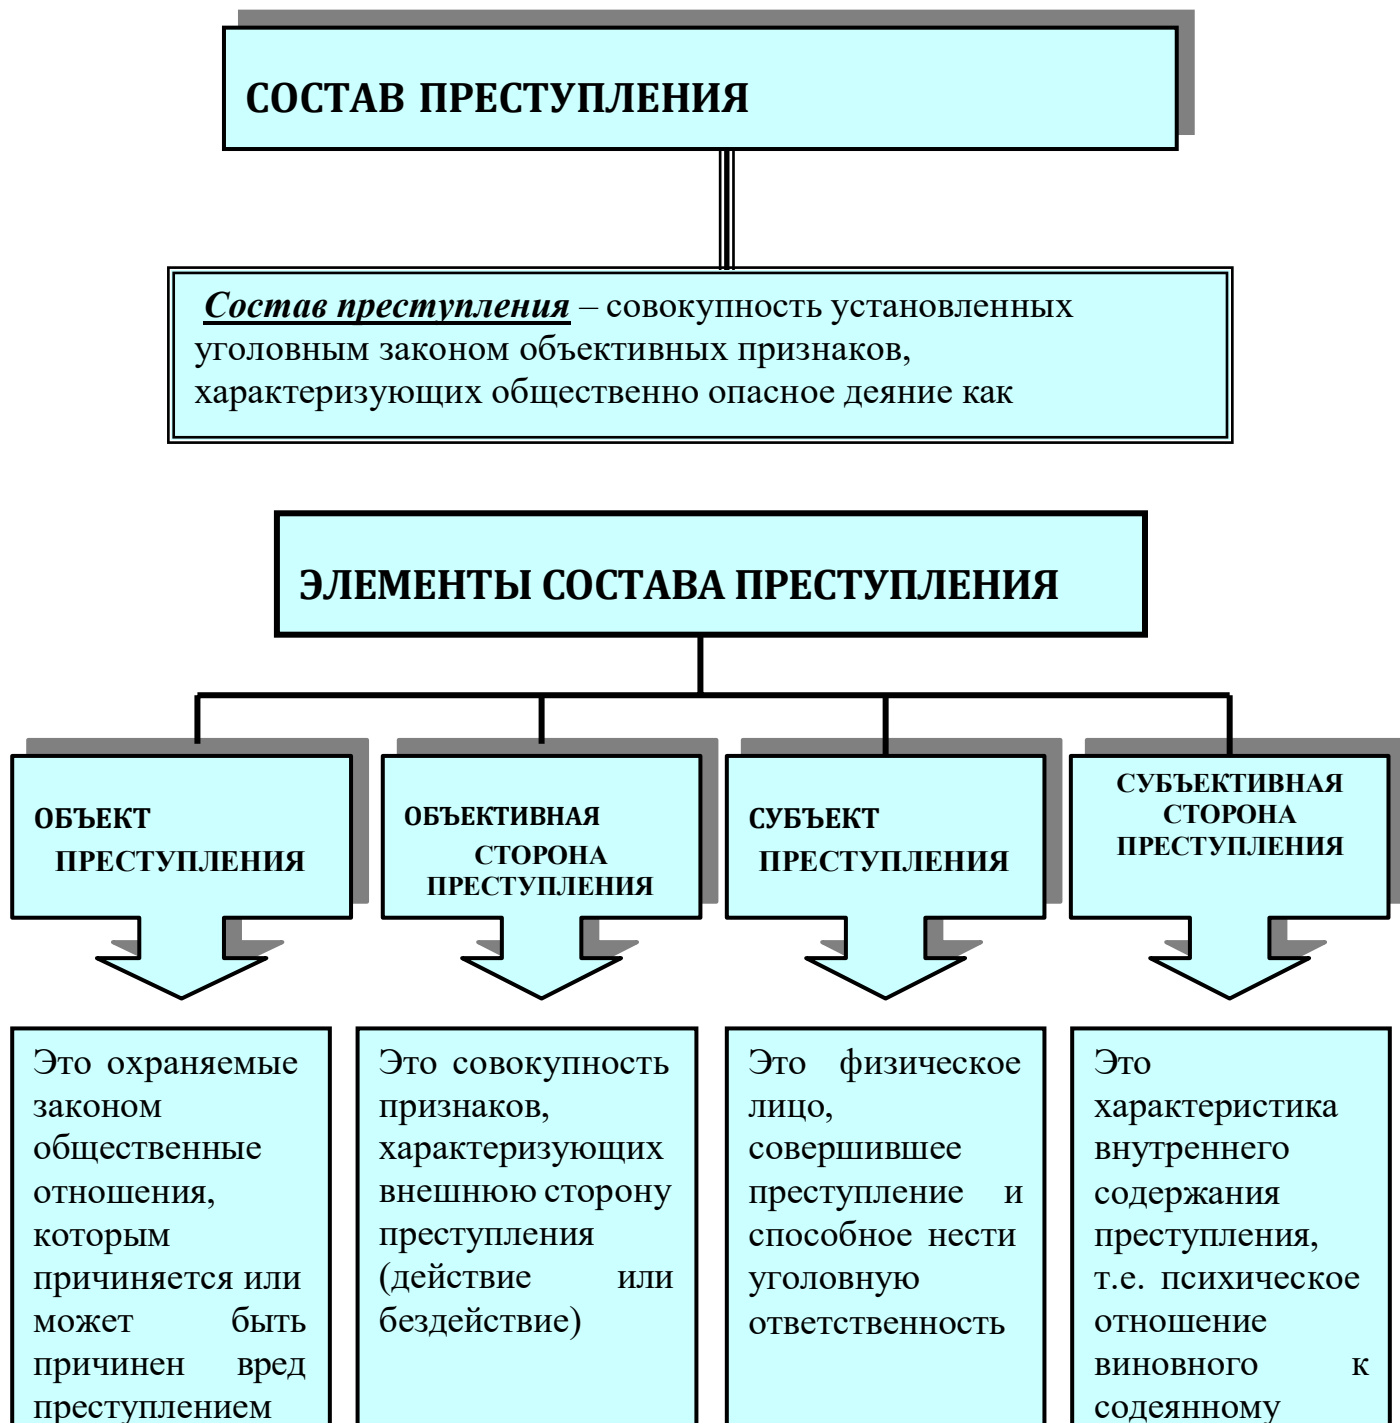 СОСТАВ ПРЕСТУПЛЕНИЯ
Состав преступления – совокупность установленных
уголовным законом объективных признаков,
характеризующих общественно опасное деяние как
ЭЛЕМЕНТЫ СОСТАВА ПРЕСТУПЛЕНИЯ
ОБЪЕКТ
ПРЕСТУПЛЕНИЯ
ОБЪЕКТИВНАЯ
СТОРОНА
ПРЕСТУПЛЕНИЯ
СУБЪЕКТ
ПРЕСТУПЛЕНИЯ
СУБЪЕКТИВНАЯ
СТОРОНА
ПРЕСТУПЛЕНИЯ
Это охраняемые
законом
общественные
отношения,
которым
причиняется или
может быть
причинен вред
преступлением
Это совокупность
признаков,
характеризующих
внешнюю сторону
преступления
(действие или
бездействие)
Это физическое
лицо,
совершившее
преступление и
способное нести
уголовную
ответственность
Это
характеристика
внутреннего
содержания
преступления,
т.е. психическое
отношение
виновного к
содеянному